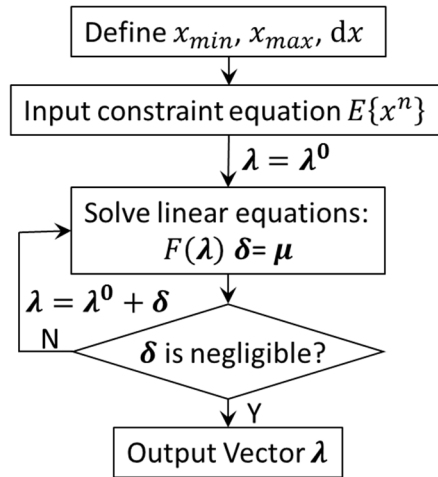 Define x_min, x_max, dx
Input constraint equation E{x^n}
λ = λ^0
Solve linear equations:
F(λ) δ= μ
λ = λ^0 + δ
N
δ is negligible?
Y
Output Vector λ